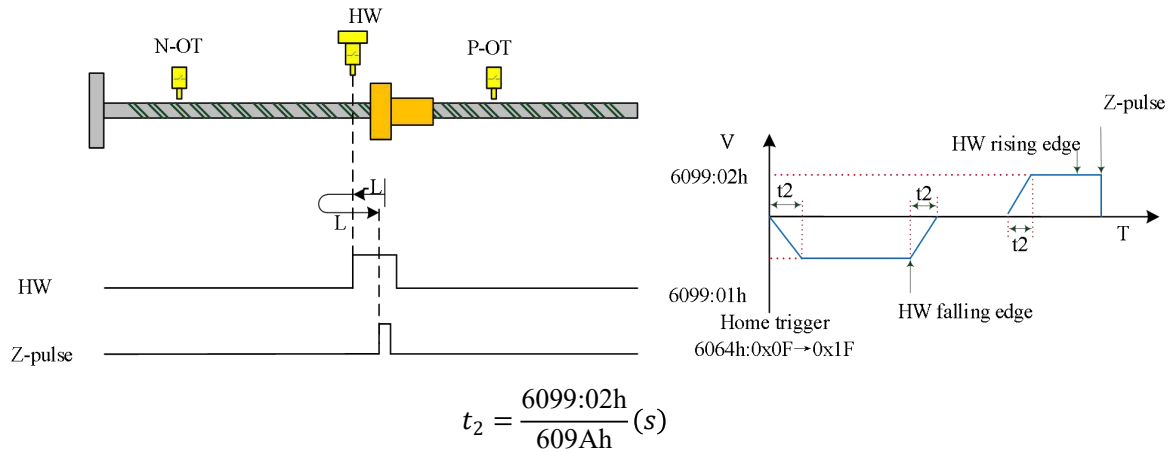 HW
N-OT
P-OT
-L
L
HW
Z-pulse
Z-pulse
V
HW rising edge
6099:02h
t2
t2
t2
T
6099:01h
HW falling edge
Home trigger
6064h:0x0F→0x1F
t₂ = 6099:02h / 609Ah (s)